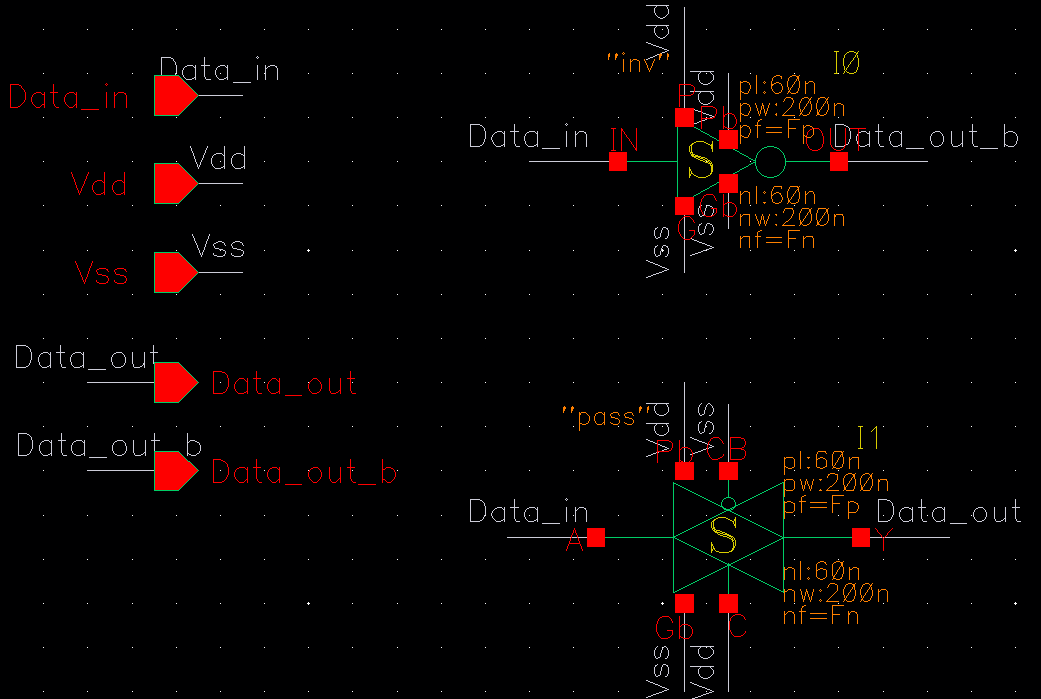 Data_in
Data_in
Vdd
Vdd
Vss
Vss
Data_out
Data_out
Data_out_b
Data_out_b
Vdd
"inv"
I0
Vdd
P
Pb
pl:60n
pw:200n
pf=Fp
Data_in
IN
S
OUT
Data_out_b
nl:60n
nw:200n
nf=Fn
G
Gb
Vss
Vss
"pass"
Vdd
Vss
I1
Pb
CB
pl:60n
pw:200n
pf=Fp
Data_in
A
S
Y
Data_out
nl:60n
nw:200n
nf=Fn
Gb
C
Vss
Vdd